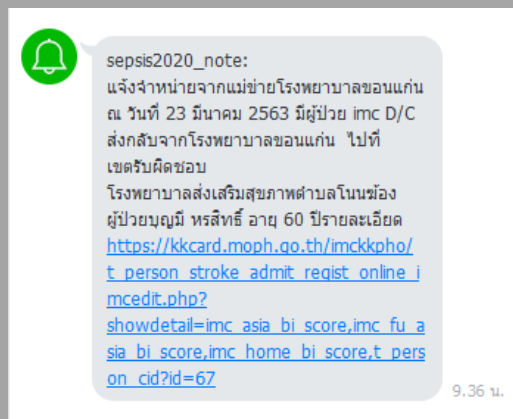 sepsis2020_note:
แจ้งจำหน่ายจากแม่ข่ายโรงพยาบาลขอนแก่น
ณ วันที่ 23 มีนาคม 2563 มีผู้ป่วย imc D/C
ส่งกลับจากโรงพยาบาลขอนแก่น ไปที่
เขตรับผิดชอบ
โรงพยาบาลส่งเสริมสุขภาพตำบลโนนฆ้อง
ผู้ป่วยบุญมี หรสิทธิ์ อายุ 60 ปีรายละเอียด
https://kkcard.moph.go.th/imckkpho/
t_person_stroke_admit_regist_online_i
mcedit.php?
showdetail=imc_asia_bi_score,imc_fu_a
sia_bi_score,imc_home_bi_score,t_pers
on_cid?id=67
9.36 น.